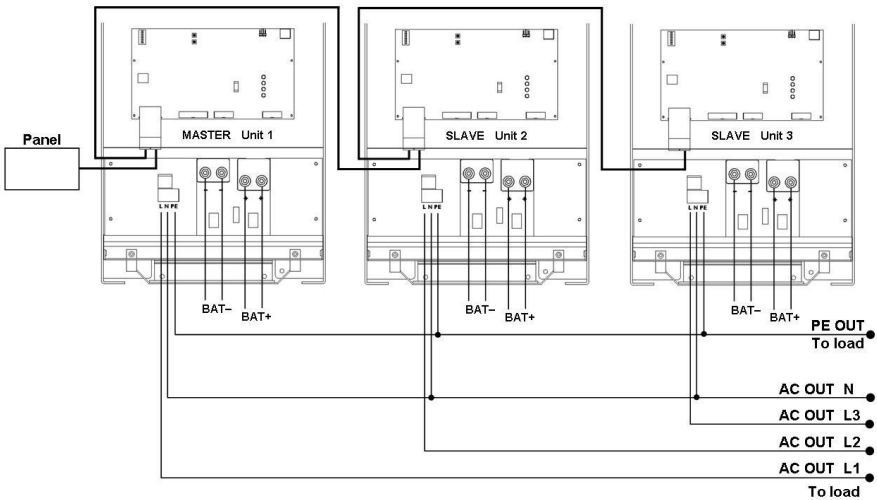 Panel
MASTER Unit 1
SLAVE Unit 2
SLAVE Unit 3
L N PE
L N PE
L N PE
BAT–
BAT+
BAT–
BAT+
BAT–
BAT+
PE OUT
To load
AC OUT N
AC OUT L3
AC OUT L2
AC OUT L1
To load